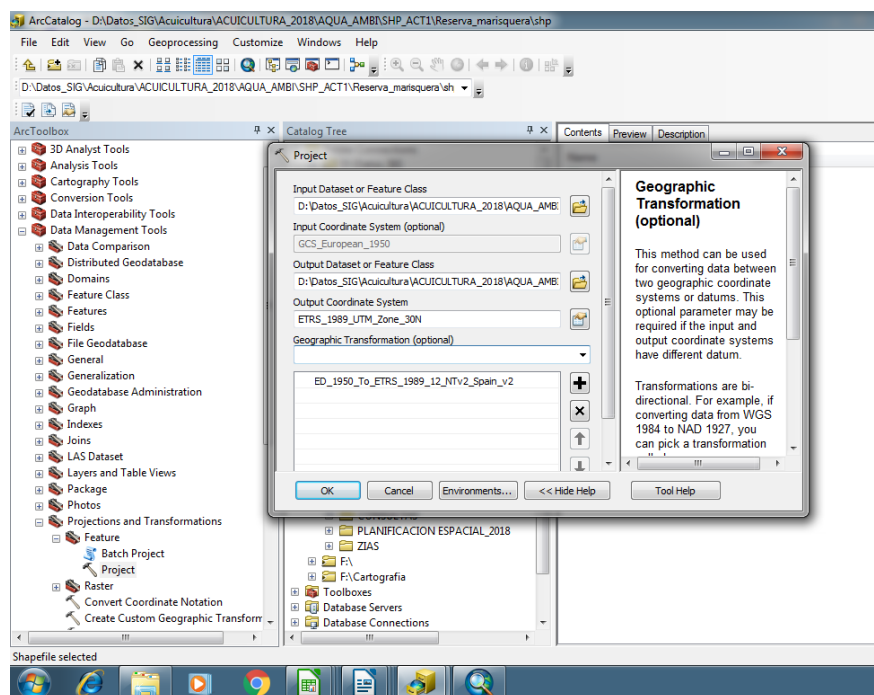 ArcCatalog - D:\Datos_SIG\Acuicultura\ACUICULTURA_2018\AQUA_AMBI\SHP_ACT1\Reserva_marisquera\shp
File Edit View Go Geoprocessing Customize Windows Help
D:\Datos_SIG\Acuicultura\ACUICULTURA_2018\AQUA_AMBI\SHP_ACT1\Reserva_marisquera\sh
ArcToolbox
3D Analyst Tools
Analysis Tools
Cartography Tools
Conversion Tools
Data Interoperability Tools
Data Management Tools
Data Comparison
Distributed Geodatabase
Domains
Feature Class
Features
Fields
File Geodatabase
General
Generalization
Geodatabase Administration
Graph
Indexes
Joins
LAS Dataset
Layers and Table Views
Package
Photos
Projections and Transformations
Feature
Batch Project
Project
Raster
Convert Coordinate Notation
Create Custom Geographic Transform
Catalog Tree
Contents Preview Description
Project
Input Dataset or Feature Class
D:\Datos_SIG\Acuicultura\ACUICULTURA_2018\AQUA_AMBI
Input Coordinate System (optional)
GCS_European_1950
Output Dataset or Feature Class
D:\Datos_SIG\Acuicultura\ACUICULTURA_2018\AQUA_AMBI
Output Coordinate System
ETRS_1989_UTM_Zone_30N
Geographic Transformation (optional)
ED_1950_To_ETRS_1989_12_NTv2_Spain_v2
OK Cancel Environments... << Hide Help Tool Help
Geographic
Transformation
(optional)
This method can be used
for converting data between
two geographic coordinate
systems or datums. This
optional parameter may be
required if the input and
output coordinate systems
have different datum.
Transformations are bi-
directional. For example, if
converting data from WGS
1984 to NAD 1927, you
can pick a transformation
PLANIFICACION ESPACIAL_2018
ZIAS
F:\
F:\Cartografia
Toolboxes
Database Servers
Database Connections
Shapefile selected